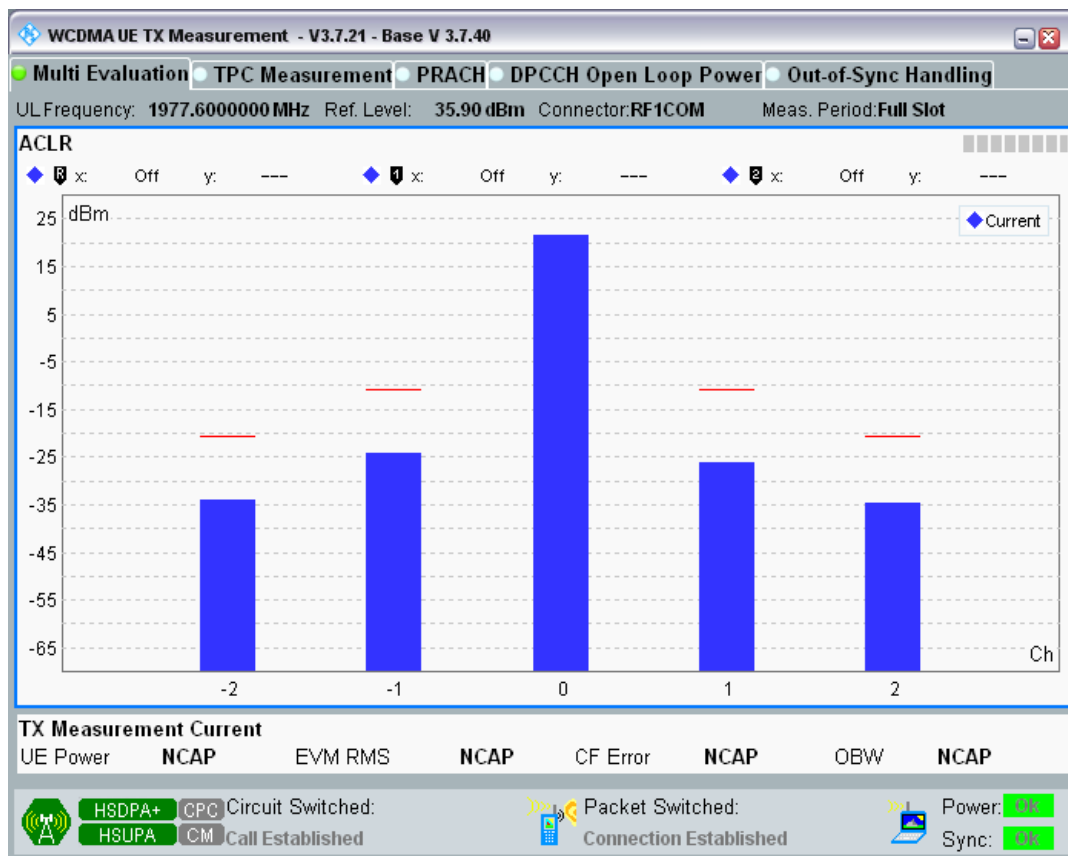 WCDMA UE TX Measurement - V3.7.21 - Base V 3.7.40
Multi Evaluation TPC Measurement PRACH DPCCH Open Loop Power Out-of-Sync Handling
UL Frequency: 1977.6000000 MHz Ref. Level: 35.90 dBm Connector:RF1COM Meas. Period:Full Slot
ACLR
R x: Off y: --- 1 x: Off y: --- 2 x: Off y: ---
dBm
Current
25
15
5
-5
-15
-25
-35
-45
-55
-65
Ch
-2 -1 0 1 2
TX Measurement Current
UE Power NCAP EVM RMS NCAP CF Error NCAP OBW NCAP
HSDPA+ CPC Circuit Switched: Packet Switched: Power: OK
HSUPA CM Call Established Connection Established Sync: OK